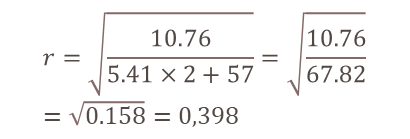 r = √(10.76 / (5.41 × 2 + 57)) = √(10.76 / 67.82)
= √0.158 = 0,398